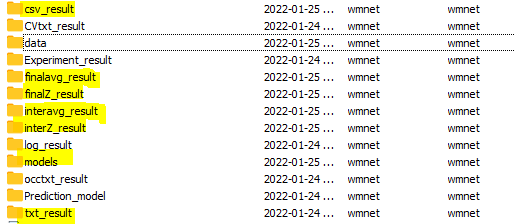 csv_result 2022-01-25 ... wmnet wmnet
CVtxt_result 2022-01-24 ... wmnet wmnet
data 2022-01-25 ... wmnet wmnet
Experiment_result 2022-01-24 ... wmnet wmnet
finalavg_result 2022-01-25 ... wmnet wmnet
finalZ_result 2022-01-25 ... wmnet wmnet
interavg_result 2022-01-25 ... wmnet wmnet
interZ_result 2022-01-25 ... wmnet wmnet
log_result 2022-01-24 ... wmnet wmnet
models 2022-01-25 ... wmnet wmnet
occtxt_result 2022-01-24 ... wmnet wmnet
Prediction_model 2022-01-24 ... wmnet wmnet
txt_result 2022-01-25 ... wmnet wmnet